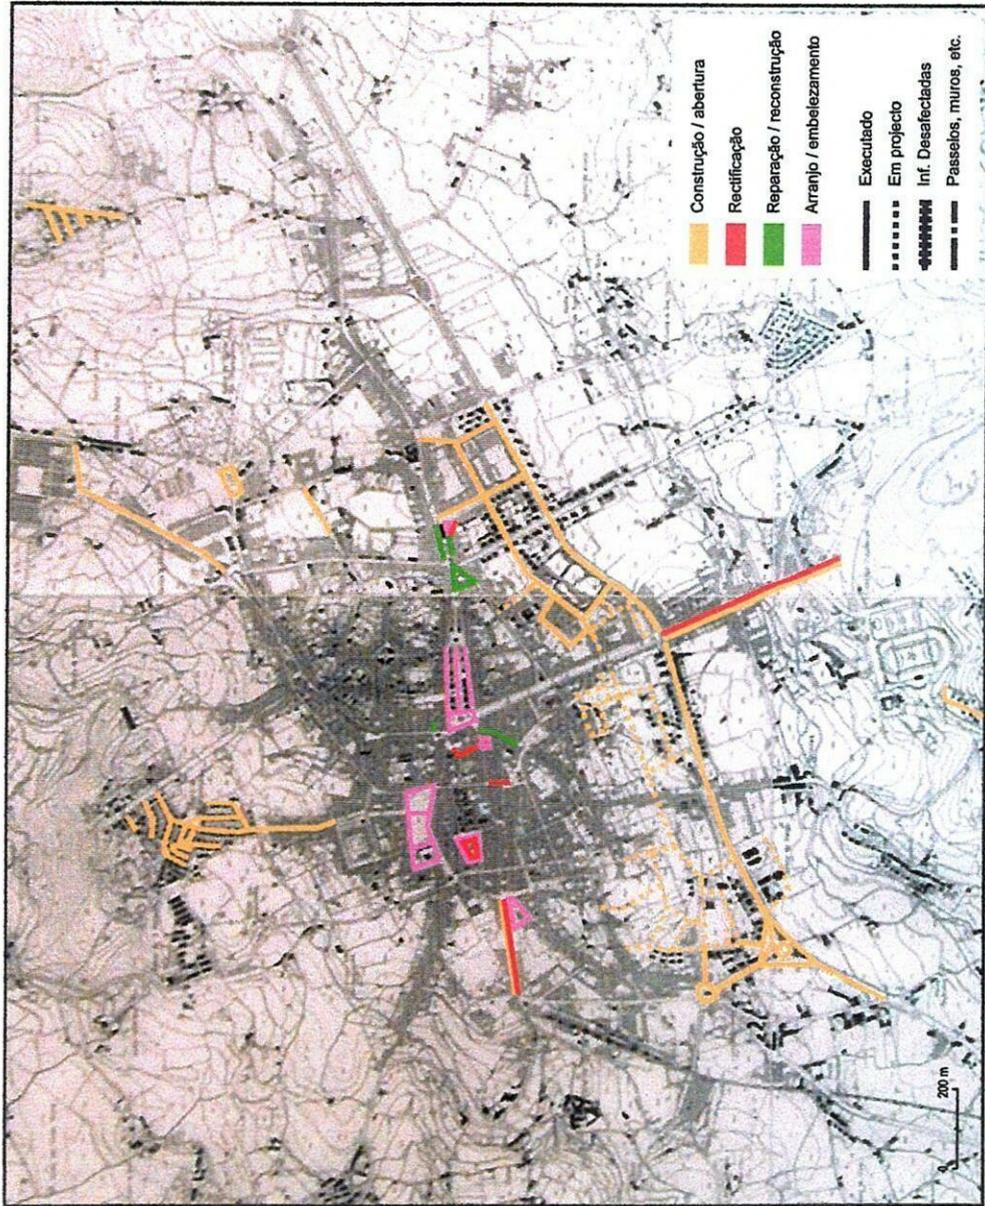 Construção / abertura
Rectificação
Reparação / reconstrução
Arranjo / embelezamento
Executado
Em projecto
Inf. Desafectadas
Passeios, muros, etc.
0 200 m